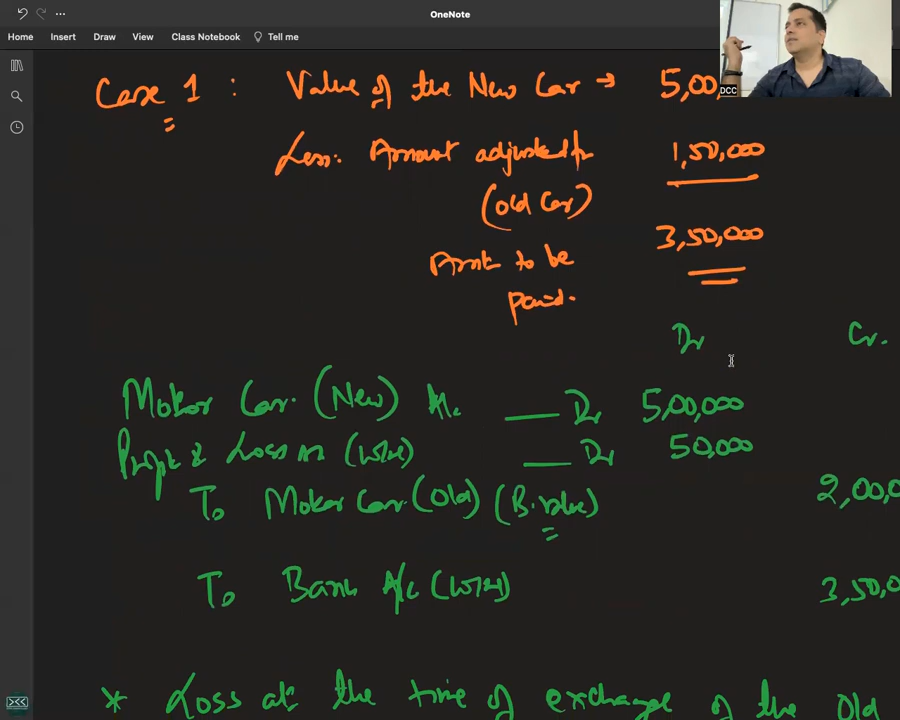 OneNote
Home Insert Draw View Class Notebook Tell me
DCC
Case 1 : Value of the New Car → 5,00,
Less: Amount adjusted for 1,50,000
(Old Car)
Amt to be 3,50,000
paid.
Dr Cr.
Motor Car (New) A/c —— Dr 5,00,000
Profit & Loss A/c (Loss) —— Dr 50,000
To Motor Car (Old) (B. value) 2,00,0
To Bank A/c 3,50,0
* Loss at the time of exchange of the Old